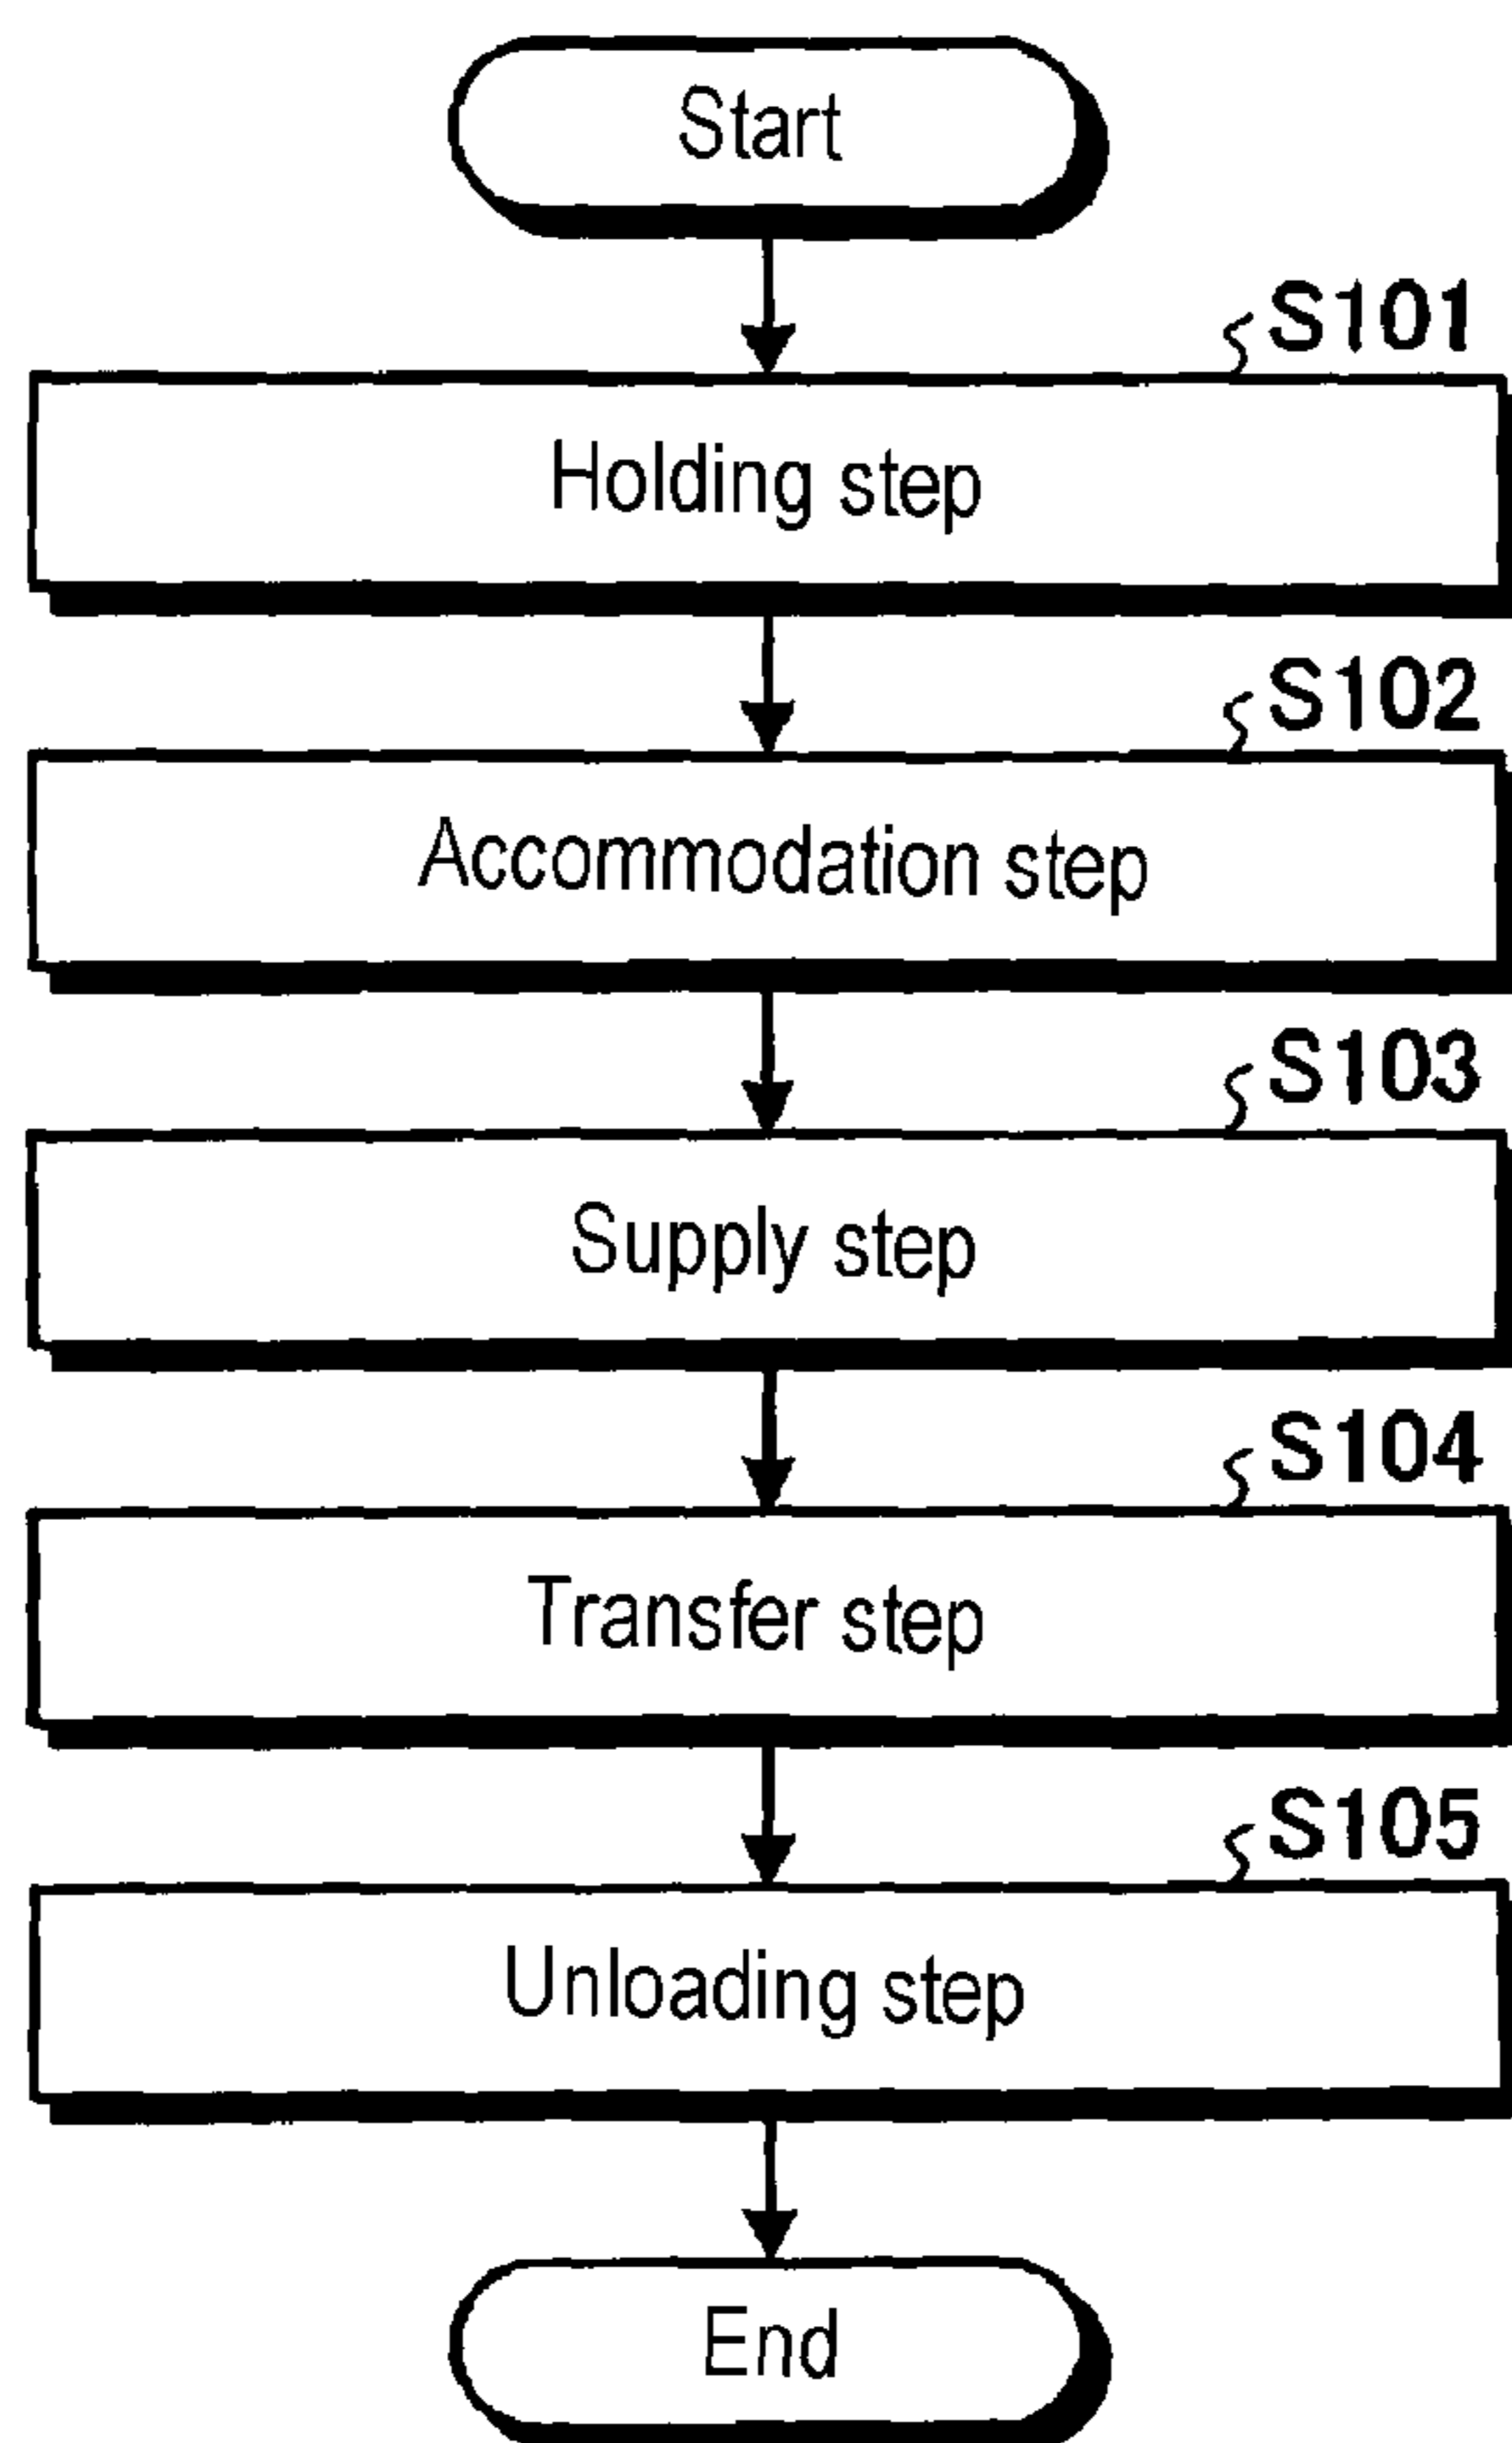 Start
S101
Holding step
S102
Accommodation step
S103
Supply step
S104
Transfer step
S105
Unloading step
End